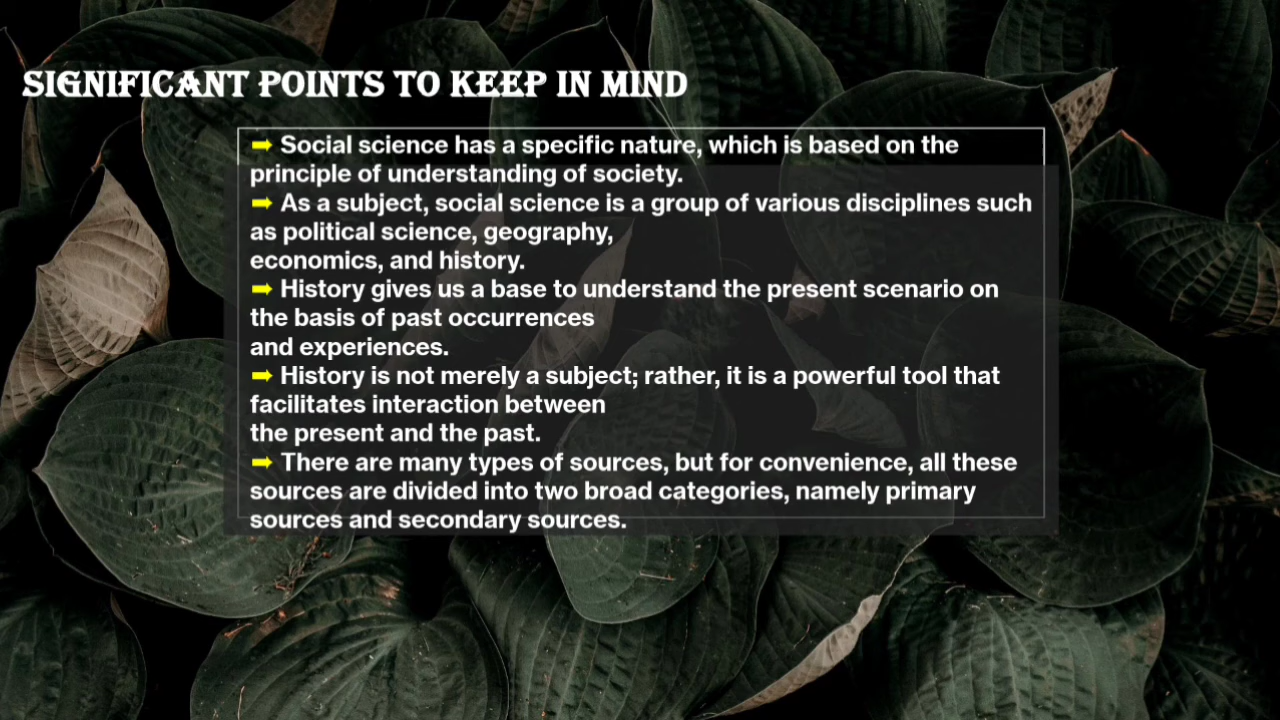 SIGNIFICANT POINTS TO KEEP IN MIND
➡ Social science has a specific nature, which is based on the
principle of understanding of society.
➡ As a subject, social science is a group of various disciplines such
as political science, geography,
economics, and history.
➡ History gives us a base to understand the present scenario on
the basis of past occurrences
and experiences.
➡ History is not merely a subject; rather, it is a powerful tool that
facilitates interaction between
the present and the past.
➡ There are many types of sources, but for convenience, all these
sources are divided into two broad categories, namely primary
sources and secondary sources.